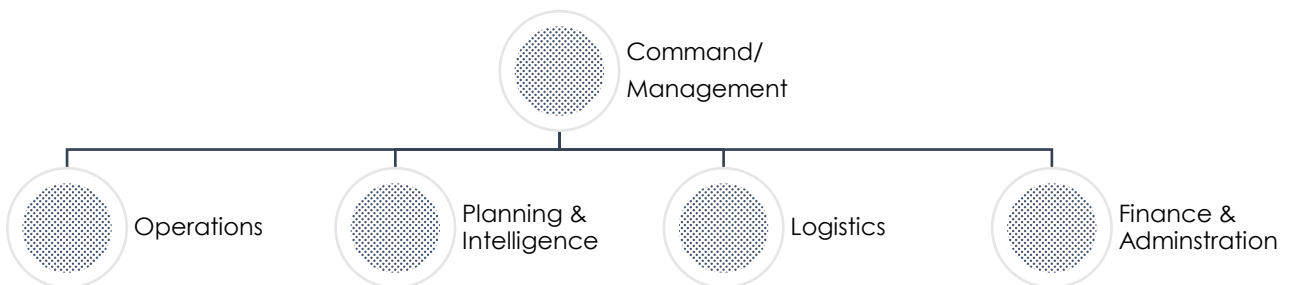 Command/
Management
Operations
Planning &
Intelligence
Logistics
Finance &
Adminstration